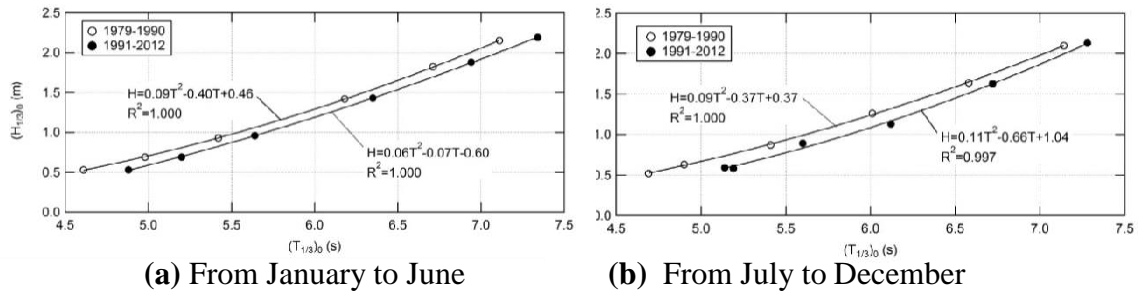 2.5
2.0
1.5
1.0
0.5
0.0
(H1/3)0 (m)
1979-1990
1991-2012
H=0.09T²-0.40T+0.46
R²=1.000
H=0.06T²-0.07T-0.60
R²=1.000
4.5 5.0 5.5 6.0 6.5 7.0 7.5
(T1/3)0 (s)
(a) From January to June
2.5
2.0
1.5
1.0
0.5
0.0
1979-1990
1991-2012
H=0.09T²-0.37T+0.37
R²=1.000
H=0.11T²-0.66T+1.04
R²=0.997
4.5 5.0 5.5 6.0 6.5 7.0 7.5
(T1/3)0 (s)
(b) From July to December